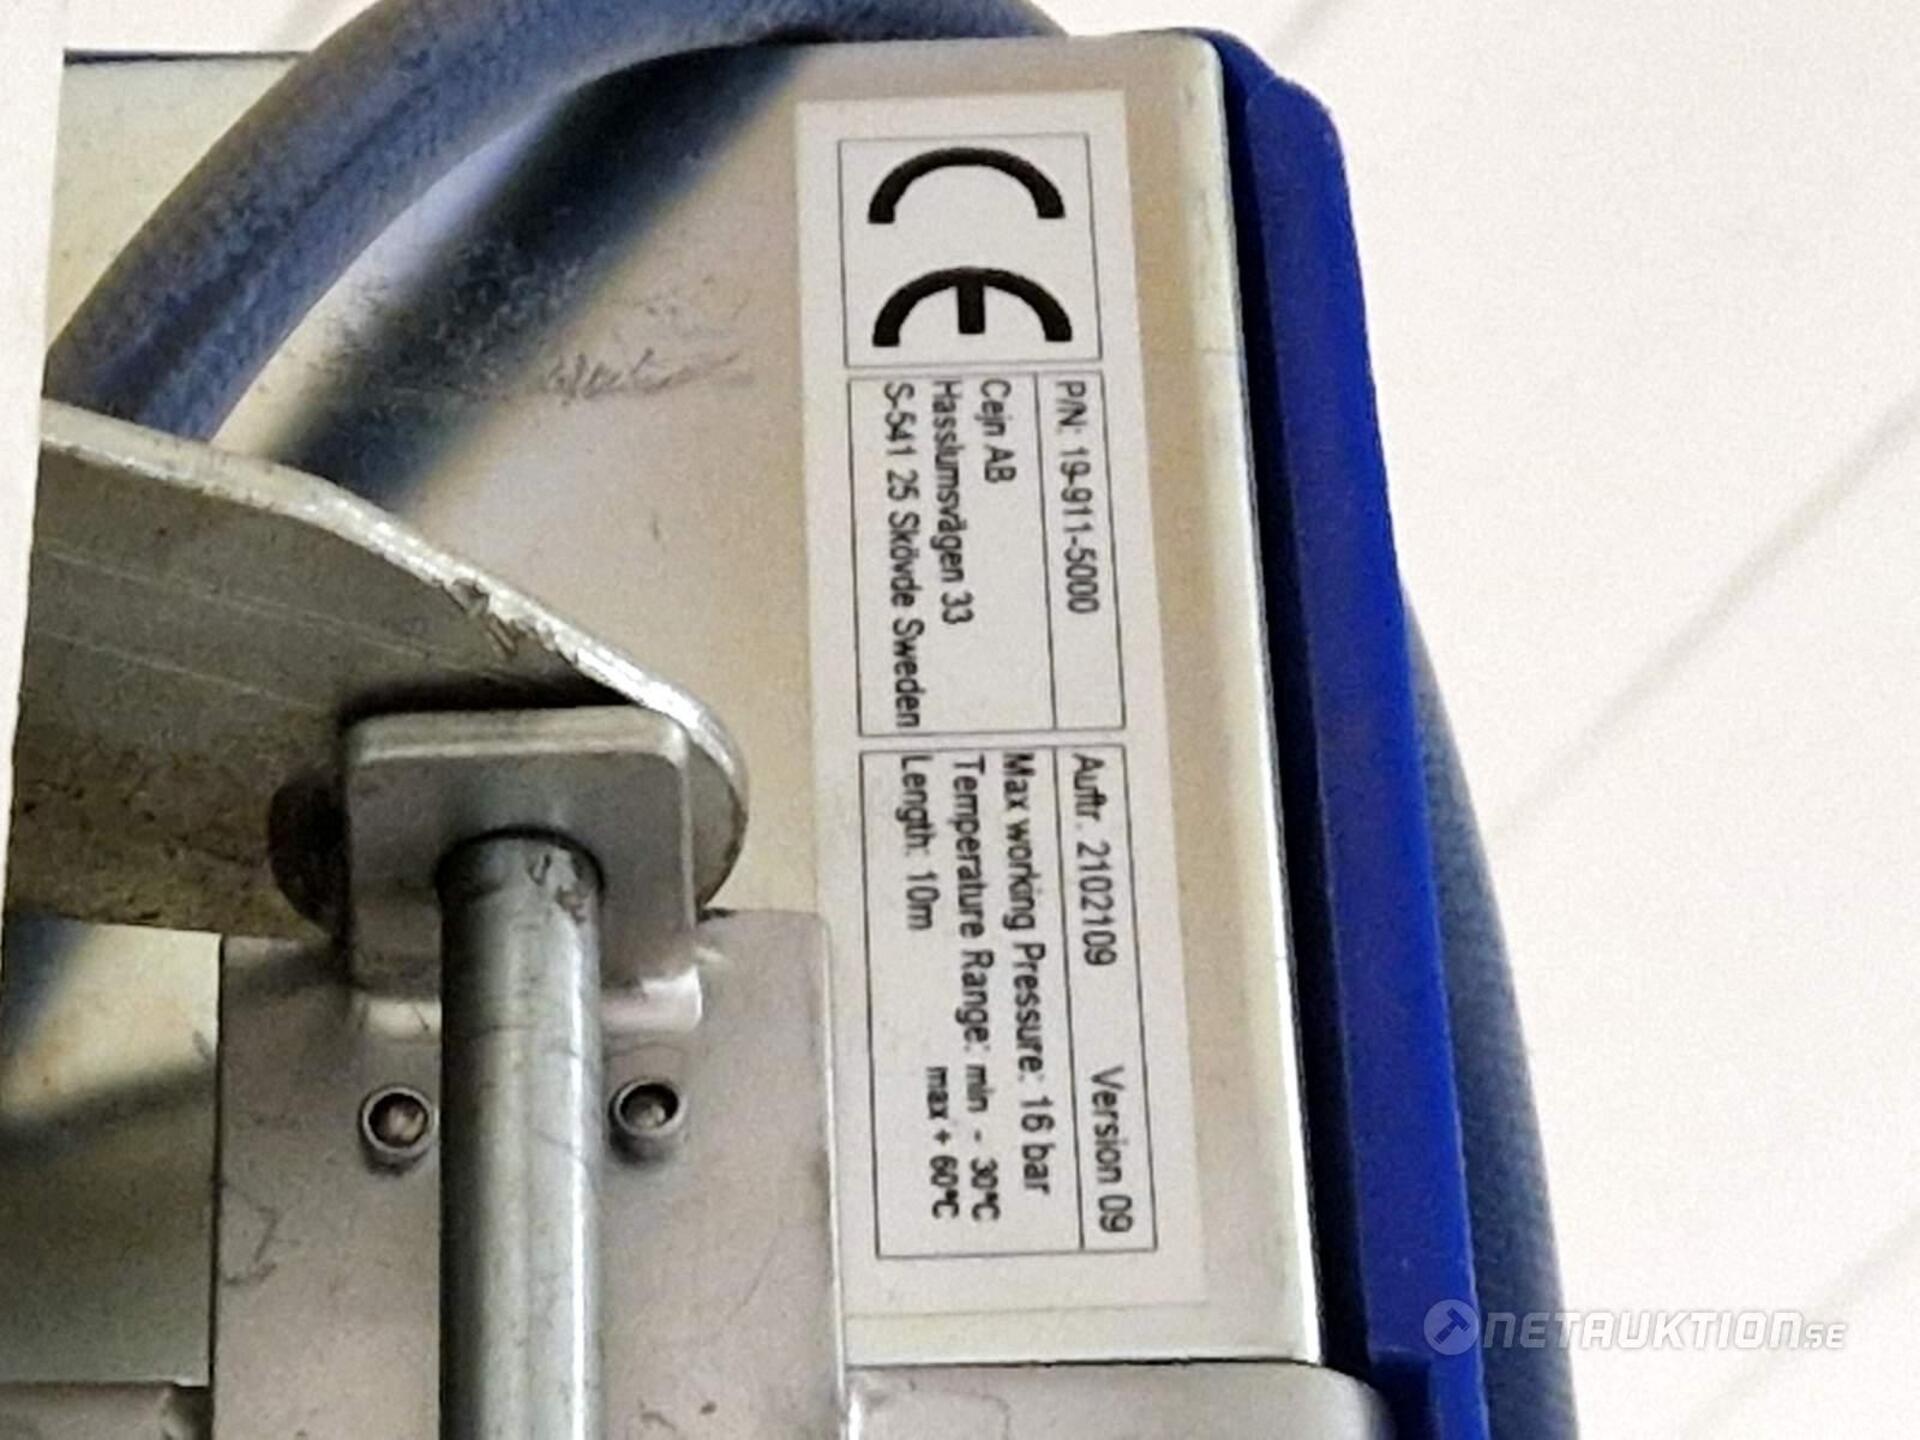 CE
P/N: 19-911-5000
Cejn AB
Hasslumsvägen 33
S-541 25 Skövde Sweden
Auftr. 2102109 Version 09
Max working Pressure: 16 bar
Temperature Range: min - 30°C
max + 60°C
Length: 10m
NETAUKTION.SE